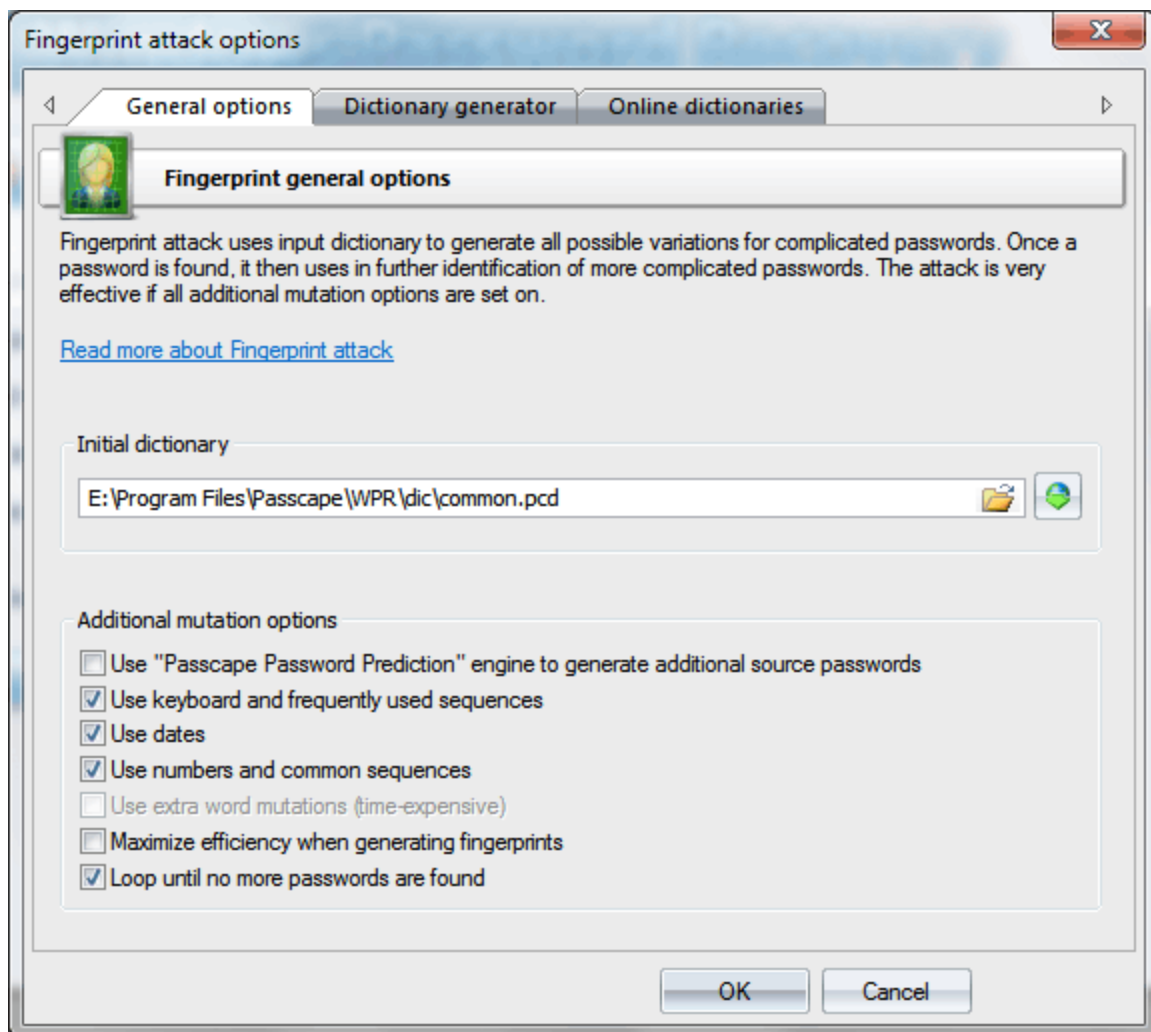 Fingerprint attack options
General options
Dictionary generator
Online dictionaries
Fingerprint general options
Fingerprint attack uses input dictionary to generate all possible variations for complicated passwords. Once a
password is found, it then uses in further identification of more complicated passwords. The attack is very
effective if all additional mutation options are set on.
Read more about Fingerprint attack
Initial dictionary
E:\Program Files\Passcape\WPR\dic\common.pcd
Additional mutation options
Use "Passcape Password Prediction" engine to generate additional source passwords
Use keyboard and frequently used sequences
Use dates
Use numbers and common sequences
Use extra word mutations (time-expensive)
Maximize efficiency when generating fingerprints
Loop until no more passwords are found
OK
Cancel